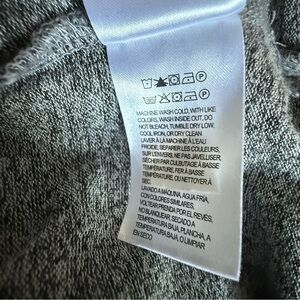 MACHINE WASH COLD, WITH LIKE
COLORS, WASH INSIDE OUT, DO
NOT BLEACH, TUMBLE DRY LOW,
COOL IRON, OR DRY CLEAN
LAVER À LA MACHINE À L'EAU
FROIDE, SEPARER LES COULEURS,
SUR L'ENVERS, NE PAS JAVELLISER
SÉCHER PAR CULBUTAGE À BASSE
TEMPÉRATURE, FER À BASSE
TEMPÉRATURE, OU NETTOYER À
SEC
LAVADO A MÁQUINA, AGUA FRÍA,
CON COLORES SIMILARES,
VOLTEAR PRENDA POR EL REVÉS,
NO BLANQUEAR, SECADO A
TEMPERATURA BAJA, PLANCHA, A
TEMPERATURA BAJA, O LIMPIAR
EN SECO